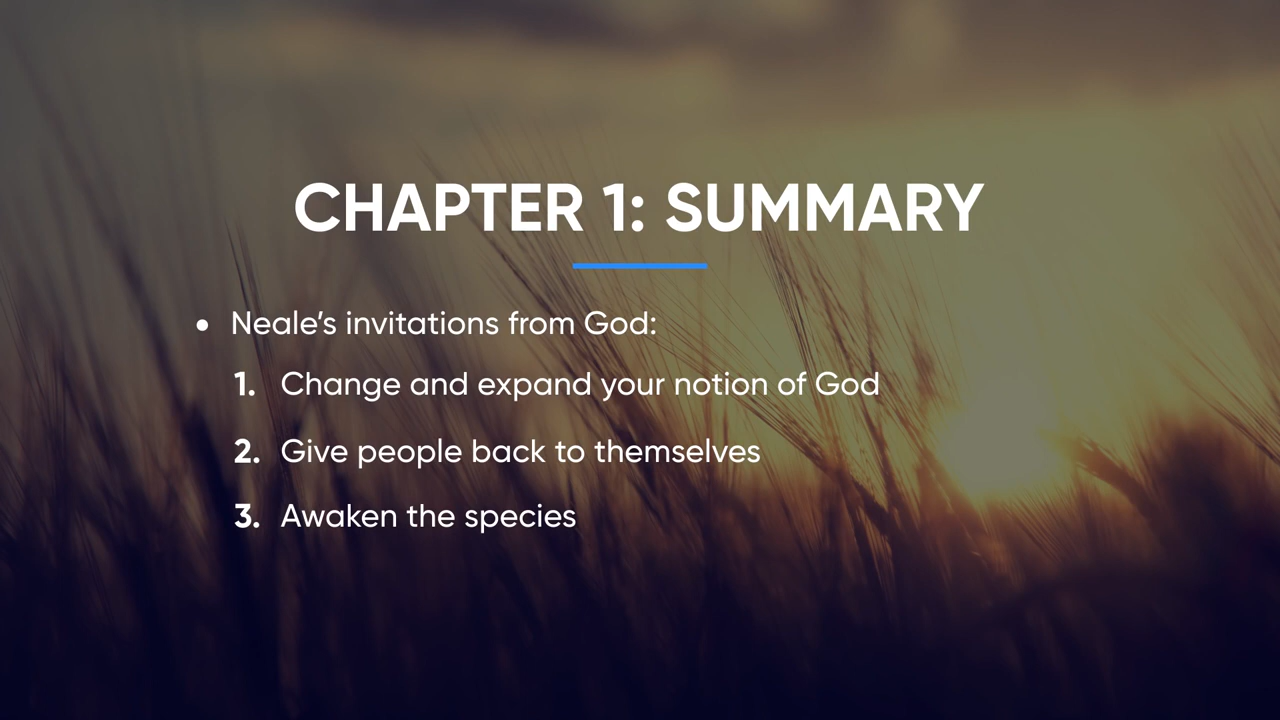 CHAPTER 1: SUMMARY
• Neale’s invitations from God:
1. Change and expand your notion of God
2. Give people back to themselves
3. Awaken the species